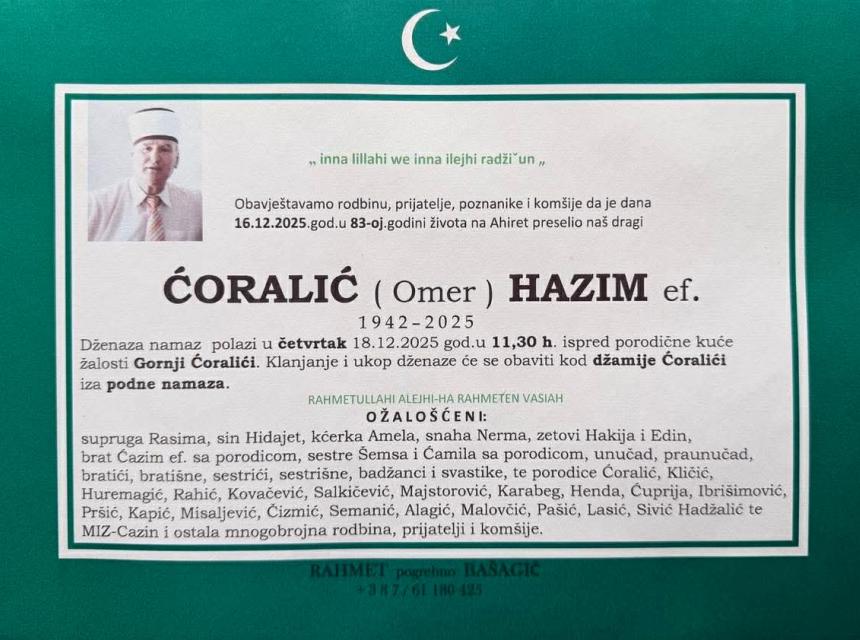 „ inna lillahi we inna ilejhi radži˘un „
Obavještavamo rodbinu, prijatelje, poznanike i komšije da je dana
16.12.2025.god.u 83-oj.godini života na Ahiret preselio naš dragi
ĆORALIĆ ( Omer ) HAZIM ef.
1942–2025
Dženaza namaz polazi u četvrtak 18.12.2025 god.u 11,30 h. ispred porodične kuće
žalosti Gornji Ćoralići. Klanjanje i ukop dženaze će se obaviti kod džamije Ćoralići
iza podne namaza.
RAHMETULLAHI ALEJHI-HA RAHMETEN VASIAH
OŽALOŠĆENI:
supruga Rasima, sin Hidajet, kćerka Amela, snaha Nerma, zetovi Hakija i Edin,
brat Ćazim ef. sa porodicom, sestre Šemsa i Ćamila sa porodicom, unučad, praunučad,
bratići, bratišne, sestrići, sestrišne, badžanci i svastike, te porodice Ćoralić, Kličić,
Huremagić, Rahić, Kovačević, Salkičević, Majstorović, Karabeg, Henda, Ćuprija, Ibrišimović,
Pršić, Kapić, Misaljević, Čizmić, Semanić, Alagić, Malovčić, Pašić, Lasić, Sivić Hadžalić te
MIZ-Cazin i ostala mnogobrojna rodbina, prijatelji i komšije.
RAHMET pogrebno BAŠAGIĆ
+387/61 180-425